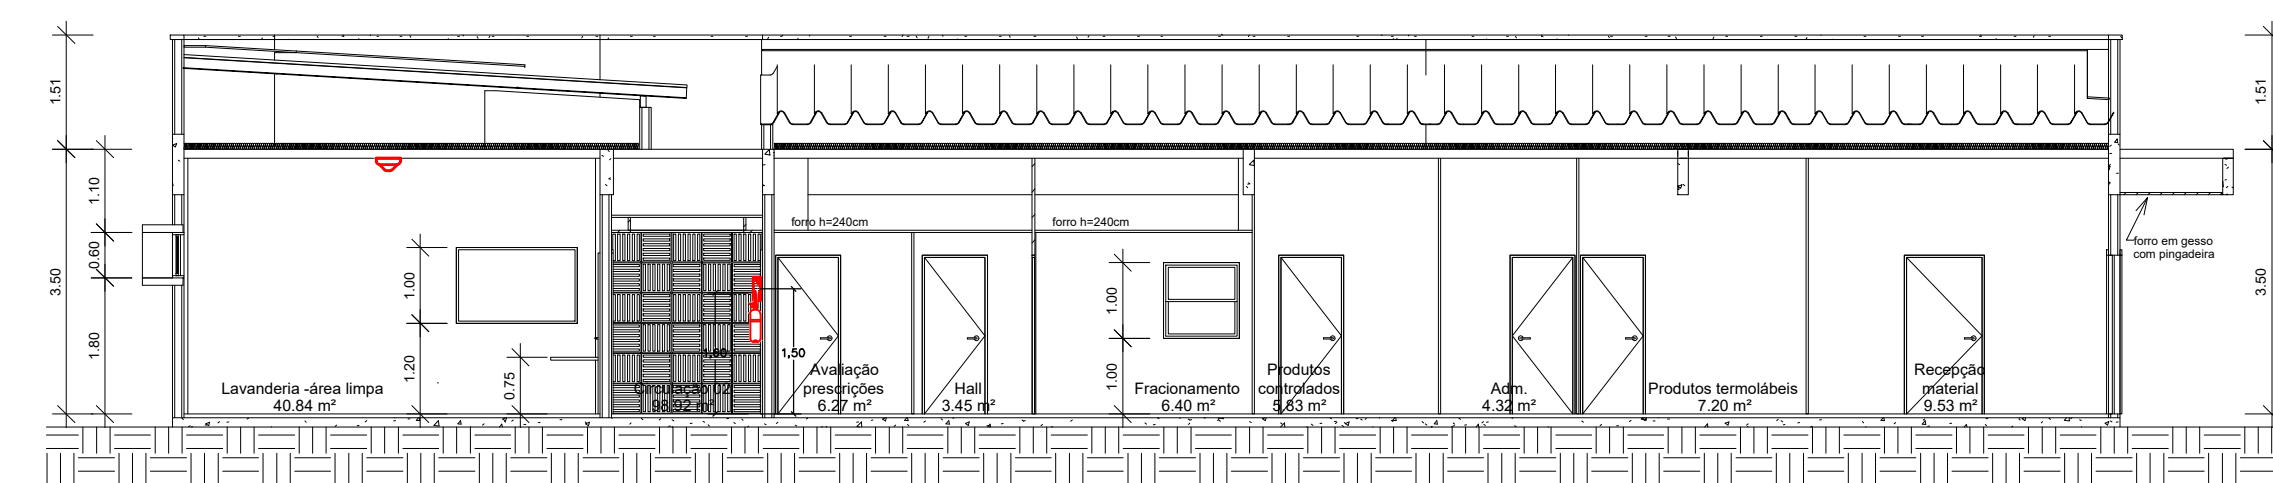 1.51
1.51
1.10
0.60
3.50
1.80
1.00
1.20
0.75
forro h=240cm
forro h=240cm
1.00
1.00
forro em gesso
com pingadeira
3.50
1,60
1,50
Lavanderia -área limpa
40.84 m²
Circulação 02
98.92 m²
Avaliação
prescrições
6.27 m²
Hall
3.45 m²
Fracionamento
6.40 m²
Produtos
controlados
5.83 m²
Adm.
4.32 m²
Produtos termolábeis
7.20 m²
Recepção
material
9.53 m²